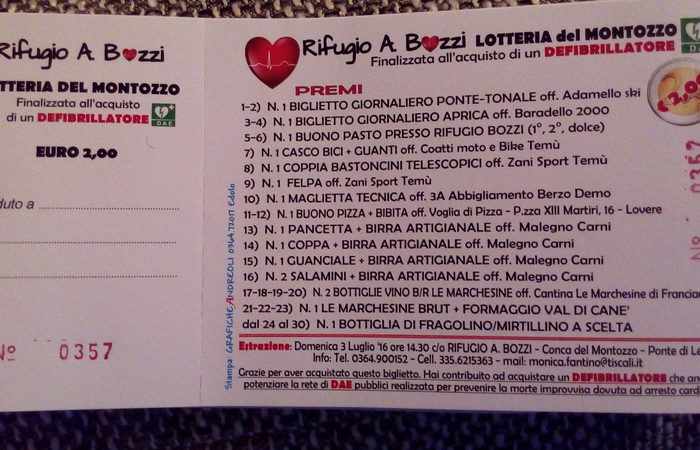 Rifugio A. Bozzi
TTERIA DEL MONTOZZO
Finalizzata all'acquisto
di un DEFIBRILLATORE
DAE
EURO 2,00
duto a
Nº 0357
Stampa: GRAFICHE ANDREOLI 0364.72017 Edolo
Rifugio A. Bozzi LOTTERIA del MONTOZZO
Finalizzata all'acquisto di un DEFIBRILLATORE
PREMI
1-2) N. 1 BIGLIETTO GIORNALIERO PONTE-TONALE off. Adamello ski
3-4) N. 1 BIGLIETTO GIORNALIERO APRICA off. Baradello 2000
5-6) N. 1 BUONO PASTO PRESSO RIFUGIO BOZZI (1°, 2°, dolce)
7) N. 1 CASCO BICI + GUANTI off. Coatti moto e Bike Temù
8) N. 1 COPPIA BASTONCINI TELESCOPICI off. Zani Sport Temù
9) N. 1 FELPA off. Zani Sport Temù
10) N. 1 MAGLIETTA TECNICA off. 3A Abbigliamento Berzo Demo
11-12) N. 1 BUONO PIZZA + BIBITA off. Voglia di Pizza - P.zza XIII Martiri, 16 - Lovere
13) N. 1 PANCETTA + BIRRA ARTIGIANALE off. Malegno Carni
14) N. 1 COPPA + BIRRA ARTIGIANALE off. Malegno Carni
15) N. 1 GUANCIALE + BIRRA ARTIGIANALE off. Malegno Carni
16) N. 2 SALAMINI + BIRRA ARTIGIANALE off. Malegno Carni
17-18-19-20) N. 2 BOTTIGLIE VINO B/R LE MARCHESINE off. Cantina Le Marchesine di Francia
21-22-23) N. 1 LE MARCHESINE BRUT + FORMAGGIO VAL DI CANE'
dal 24 al 30) N. 1 BOTTIGLIA DI FRAGOLINO/MIRTILLINO A SCELTA
Estrazione: Domenica 3 Luglio '16 ore 14.30 c/o RIFUGIO A. BOZZI - Conca del Montozzo - Ponte di Le
Info: Tel. 0364.900152 - Cell. 335.6215363 - mail: monica.fantino@tiscali.it
Grazie per aver acquistato questo biglietto. Hai contribuito ad acquistare un DEFIBRILLATORE che and
potenziare la rete di DAE pubblici realizzata per prevenire la morte improvvisa dovuta ad arresto card